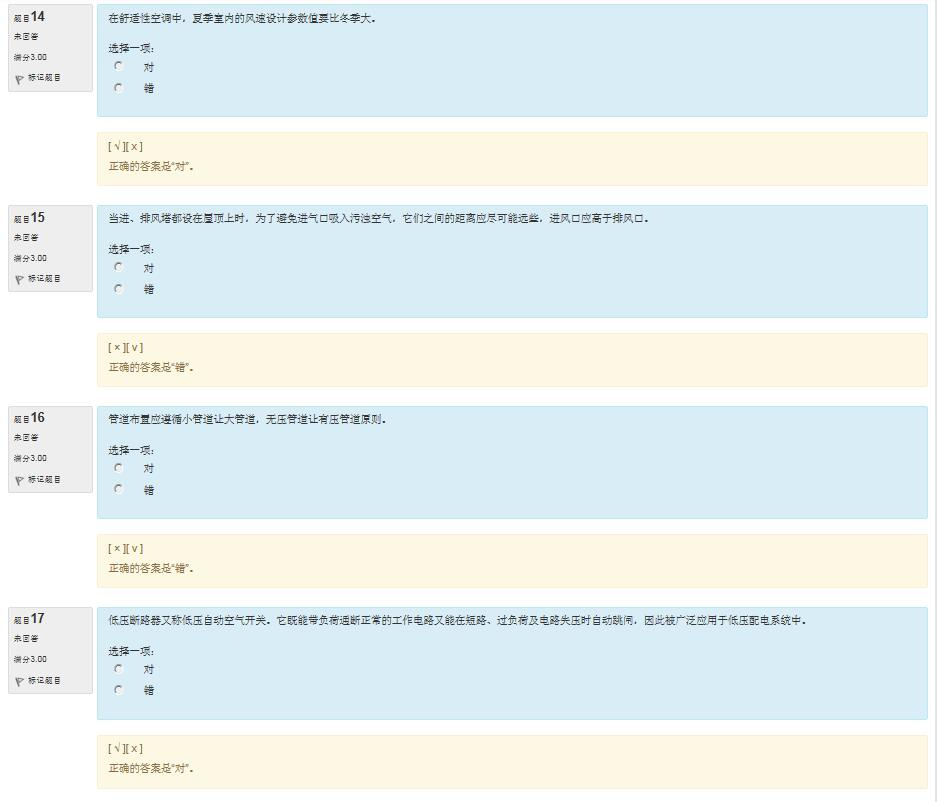 题目14
未回答
满分3.00
标记题目
在舒适性空调中，夏季室内的风速设计参数值要比冬季大。
选择一项：
对
错
[ √ ][ x ]
正确的答案是“对”。
题目15
未回答
满分3.00
标记题目
当进、排风塔都设在屋顶上时，为了避免进气口吸入污浊空气，它们之间的距离应尽可能远些，进风口应高于排风口。
选择一项：
对
错
[ × ][ v ]
正确的答案是“错”。
题目16
未回答
满分3.00
标记题目
管道布置应遵循小管道让大管道，无压管道让有压管道原则。
选择一项：
对
错
[ × ][ v ]
正确的答案是“错”。
题目17
未回答
满分3.00
标记题目
低压断路器又称低压自动空气开关。它既能带负荷通断正常的工作电路又能在短路、过负荷及电路失压时自动跳闸，因此被广泛应用于低压配电系统中。
选择一项：
对
错
[ √ ][ x ]
正确的答案是“对”。